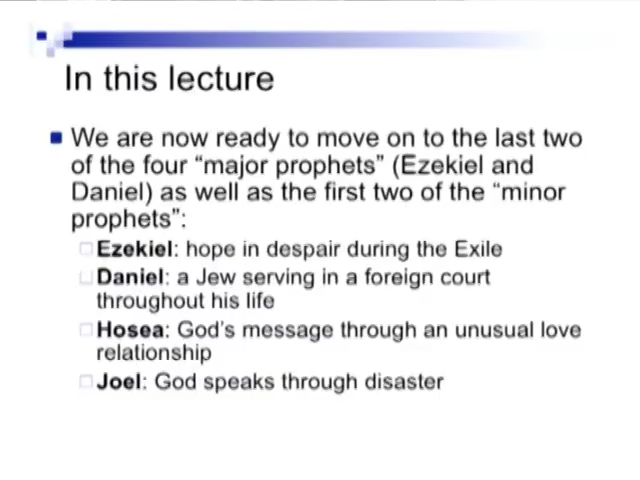 In this lecture
We are now ready to move on to the last two
of the four “major prophets” (Ezekiel and
Daniel) as well as the first two of the “minor
prophets”:
Ezekiel: hope in despair during the Exile
Daniel: a Jew serving in a foreign court
throughout his life
Hosea: God’s message through an unusual love
relationship
Joel: God speaks through disaster